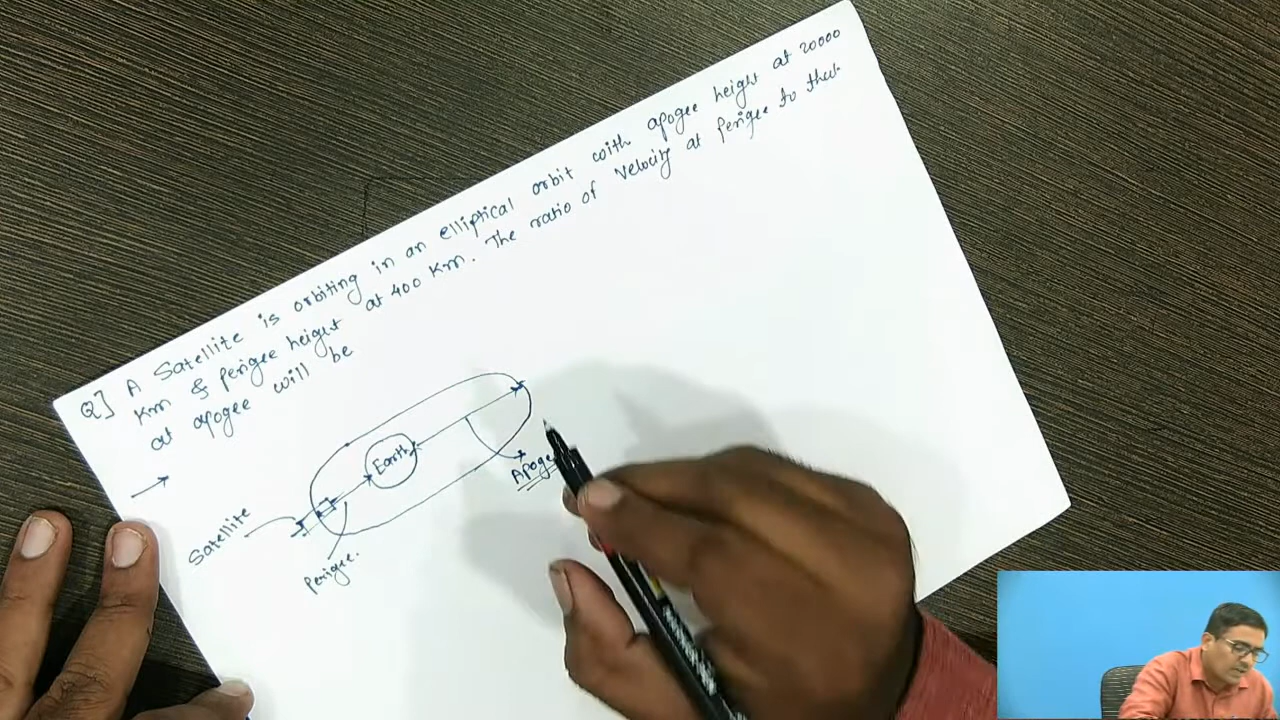 Q] A Satellite is orbiting in an elliptical orbit with apogee height at 20000
Km & perigee height at 400 Km. The ratio of velocity at perigee to that
at apogee will be
Earth
Apoge
Satellite
Perigee.